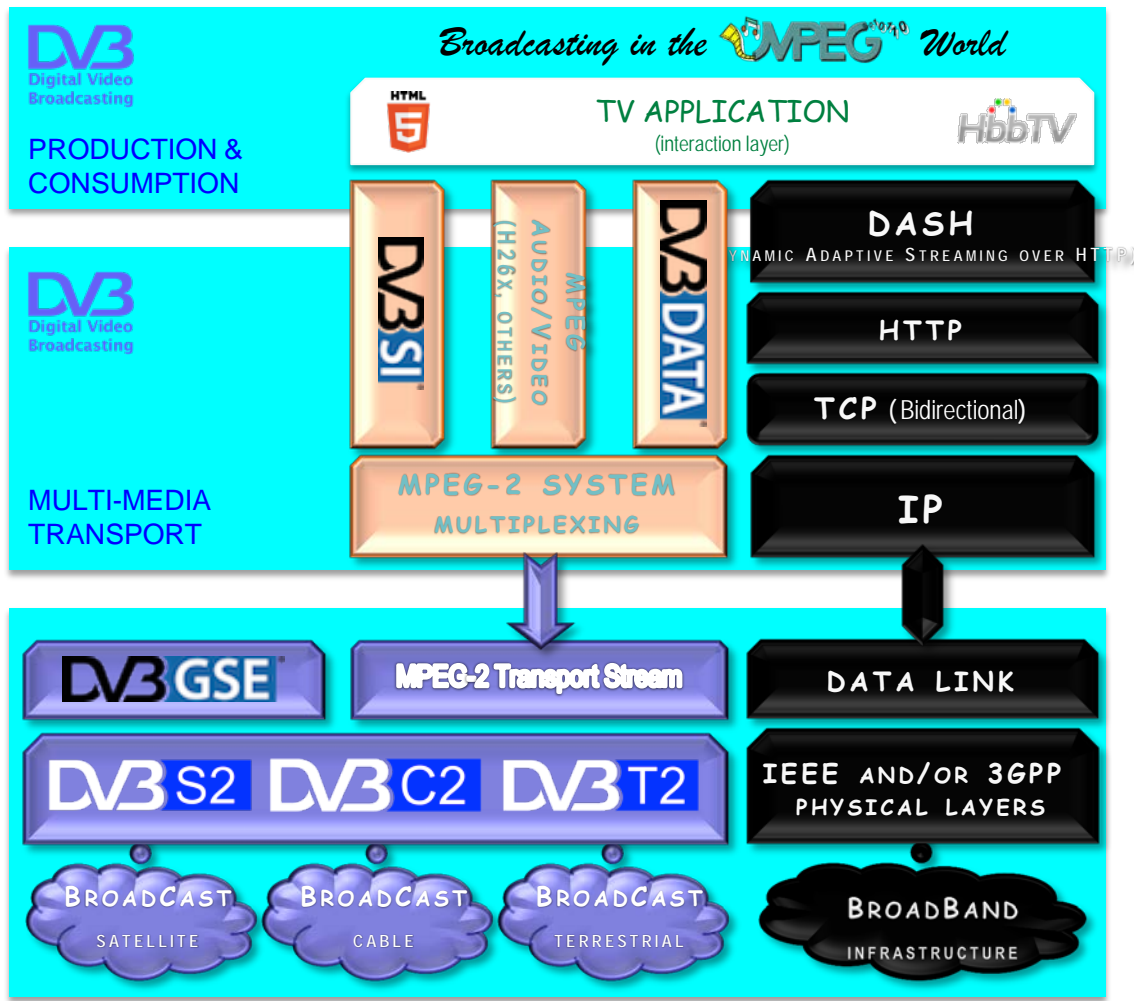 DVB
Digital Video
Broadcasting
Broadcasting in the MPEG World
HTML
5
TV APPLICATION
(interaction layer)
HbbTV
PRODUCTION &
CONSUMPTION
DVB SI
MPEG
AUDIO/VIDEO
(H26X, OTHERS)
DVB DATA
DASH
YNAMIC ADAPTIVE STREAMING OVER HTTP/
HTTP
TCP (Bidirectional)
DVB
Digital Video
Broadcasting
MULTI-MEDIA
TRANSPORT
MPEG-2 SYSTEM
MULTIPLEXING
IP
DVB GSE
MPEG-2 Transport Stream
DATA LINK
DVB S2 DVB C2 DVB T2
IEEE AND/OR 3GPP
PHYSICAL LAYERS
BROADCAST
SATELLITE
BROADCAST
CABLE
BROADCAST
TERRESTRIAL
BROADBAND
INFRASTRUCTURE